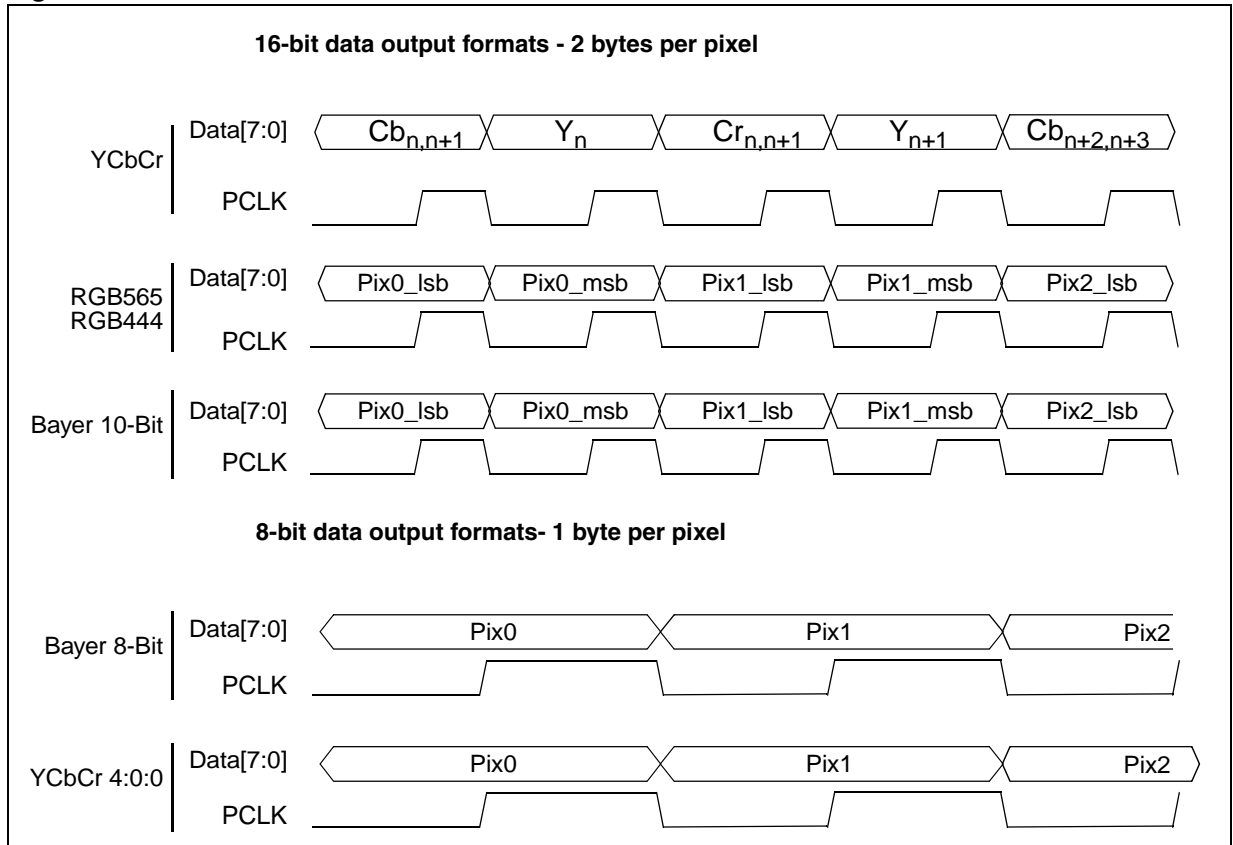 16-bit data output formats - 2 bytes per pixel
YCbCr
Data[7:0]
Cbn,n+1 Yn Crn,n+1 Yn+1 Cbn+2,n+3
PCLK
RGB565
RGB444
Data[7:0]
Pix0_lsb Pix0_msb Pix1_lsb Pix1_msb Pix2_lsb
PCLK
Bayer 10-Bit
Data[7:0]
Pix0_lsb Pix0_msb Pix1_lsb Pix1_msb Pix2_lsb
PCLK
8-bit data output formats- 1 byte per pixel
Bayer 8-Bit
Data[7:0]
Pix0 Pix1 Pix2
PCLK
YCbCr 4:0:0
Data[7:0]
Pix0 Pix1 Pix2
PCLK